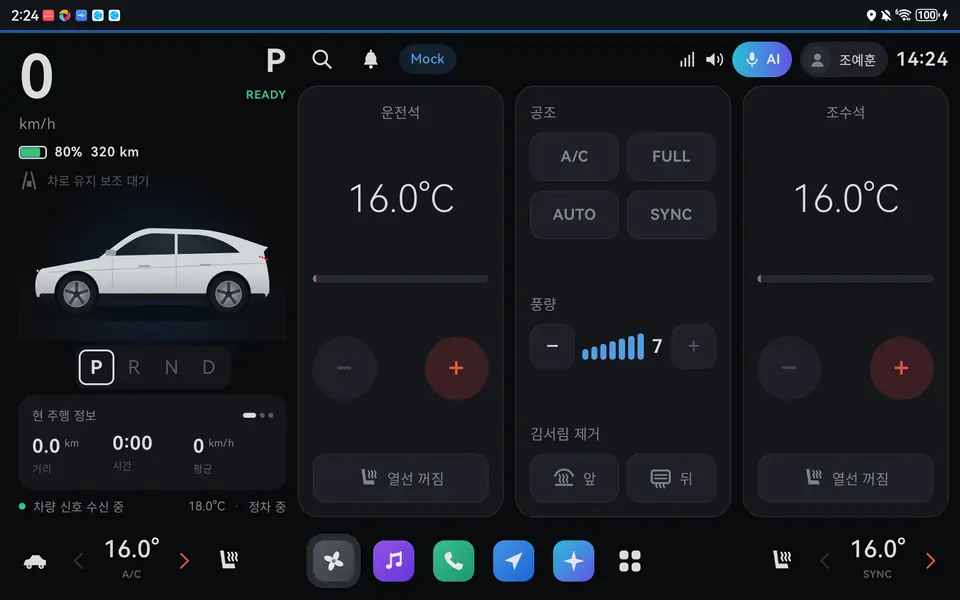 2:24
100
0
P
READY
km/h
80% 320 km
차로 유지 보조 대기
P R N D
현 주행 정보
0.0 km
0:00
0 km/h
거리
시간
평균
차량 신호 수신 중
18.0°C · 정차 중
Mock
AI
조예훈
14:24
운전석
16.0°C
− +
열선 꺼짐
공조
A/C
FULL
AUTO
SYNC
풍량
− 7 +
김서림 제거
앞
뒤
조수석
16.0°C
− +
열선 꺼짐
16.0°
A/C
16.0°
SYNC